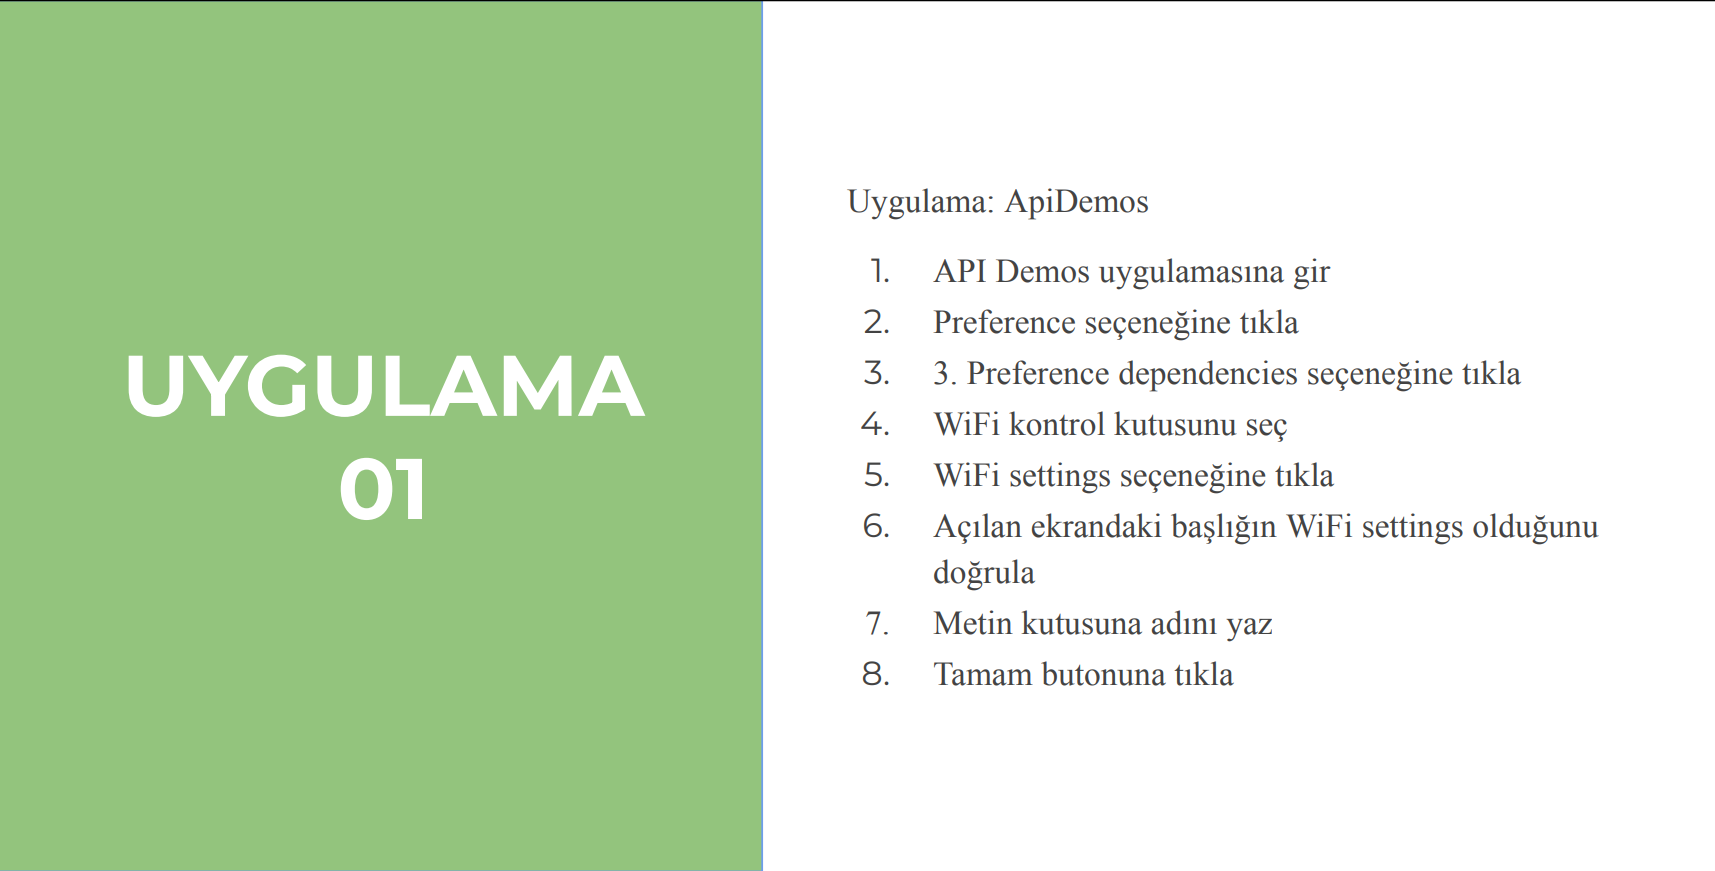 UYGULAMA
01
Uygulama: ApiDemos
1. API Demos uygulamasına gir
2. Preference seçeneğine tıkla
3. 3. Preference dependencies seçeneğine tıkla
4. WiFi kontrol kutusunu seç
5. WiFi settings seçeneğine tıkla
6. Açılan ekrandaki başlığın WiFi settings olduğunu
doğrula
7. Metin kutusuna adını yaz
8. Tamam butonuna tıkla